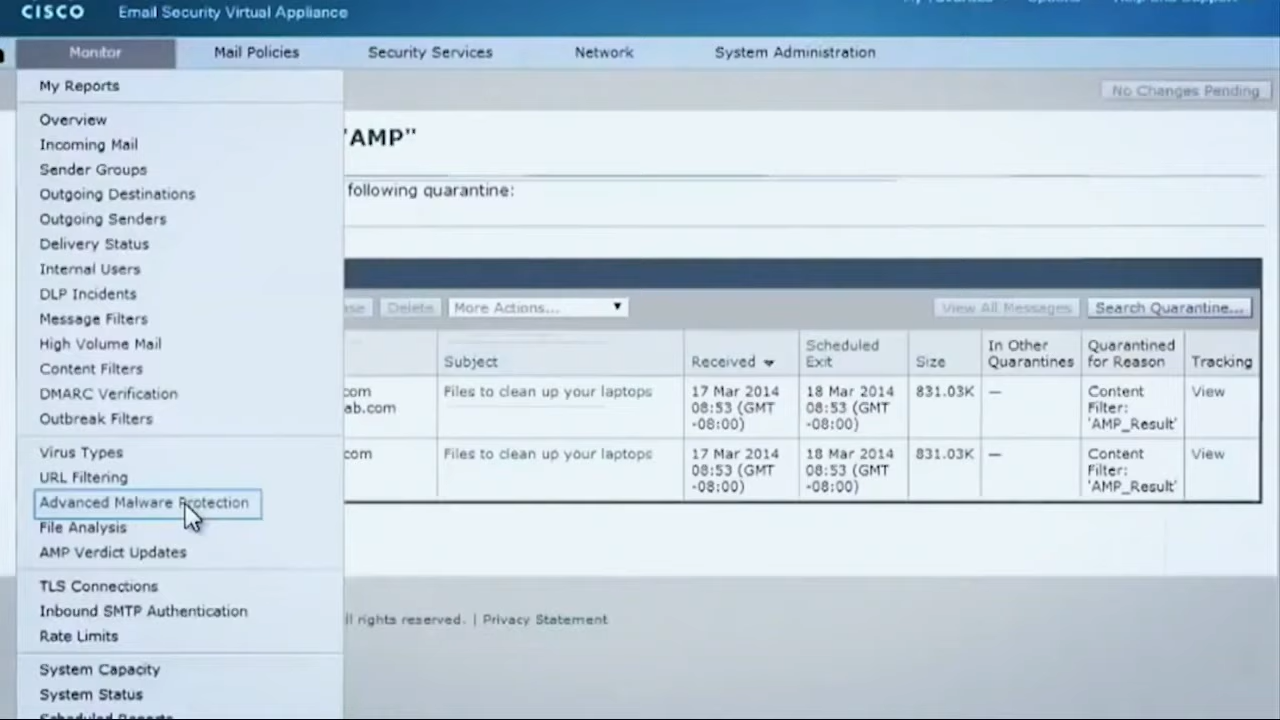 CISCO Email Security Virtual Appliance
Monitor Mail Policies Security Services Network System Administration
My Reports
No Changes Pending
Overview
Incoming Mail
Sender Groups
Outgoing Destinations
Outgoing Senders
Delivery Status
Internal Users
DLP Incidents
Message Filters
High Volume Mail
Content Filters
DMARC Verification
Outbreak Filters
Virus Types
URL Filtering
Advanced Malware Protection
File Analysis
AMP Verdict Updates
TLS Connections
Inbound SMTP Authentication
Rate Limits
System Capacity
System Status
Scheduled Reports
"AMP"
following quarantine:
Delete More Actions... View All Messages Search Quarantine...
Subject
Received
Scheduled
Exit
Size
In Other
Quarantines
Quarantined
for Reason
Tracking
com
ab.com
Files to clean up your laptops
17 Mar 2014
08:53 (GMT
-08:00)
18 Mar 2014
08:53 (GMT
-08:00)
831.03K
—
Content
Filter:
'AMP_Result'
View
com
Files to clean up your laptops
17 Mar 2014
08:53 (GMT
-08:00)
18 Mar 2014
08:53 (GMT
-08:00)
831.03K
—
Content
Filter:
'AMP_Result'
View
ll rights reserved. | Privacy Statement